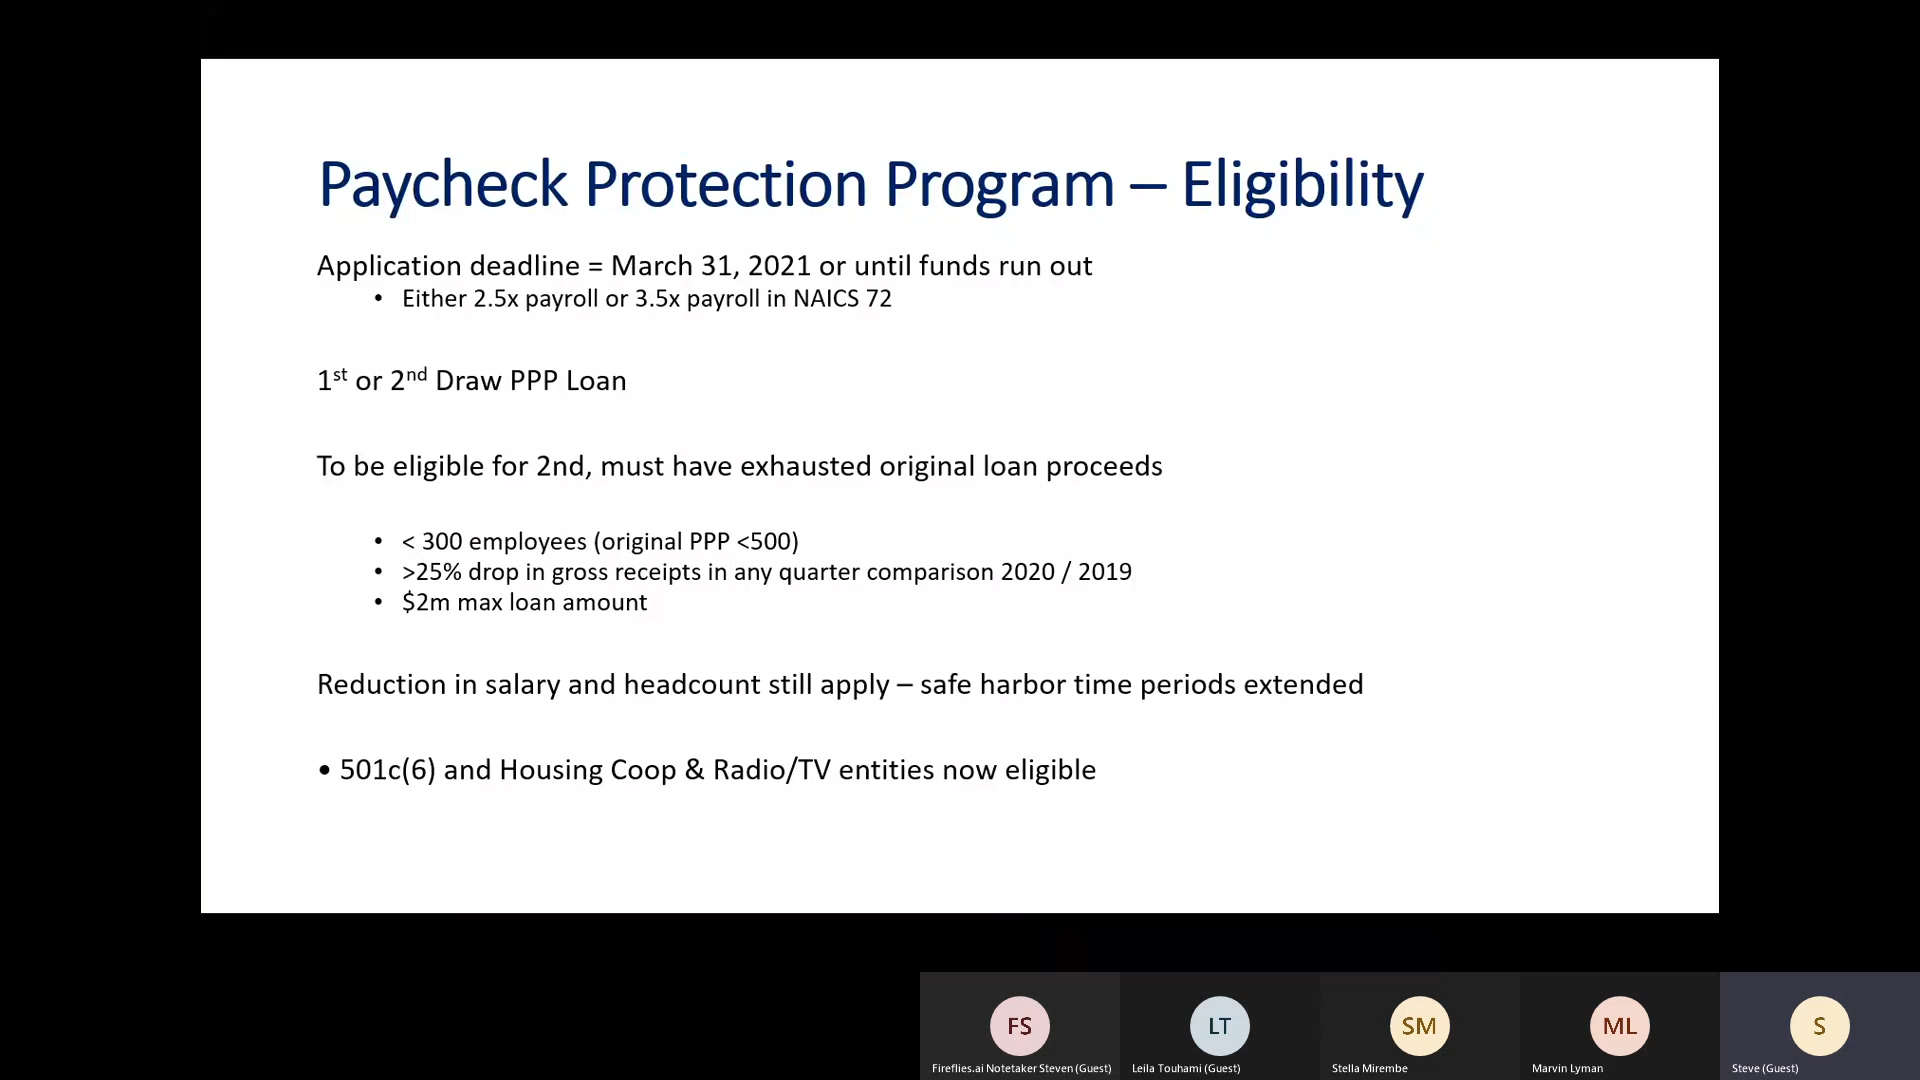 Paycheck Protection Program – Eligibility
Application deadline = March 31, 2021 or until funds run out
• Either 2.5x payroll or 3.5x payroll in NAICS 72
1st or 2nd Draw PPP Loan
To be eligible for 2nd, must have exhausted original loan proceeds
• < 300 employees (original PPP <500)
• >25% drop in gross receipts in any quarter comparison 2020 / 2019
• $2m max loan amount
Reduction in salary and headcount still apply – safe harbor time periods extended
• 501c(6) and Housing Coop & Radio/TV entities now eligible
FS LT SM ML S
Fireflies.ai Notetaker Steven (Guest) Leila Touhami (Guest) Stella Mirembe Marvin Lyman Steve (Guest)